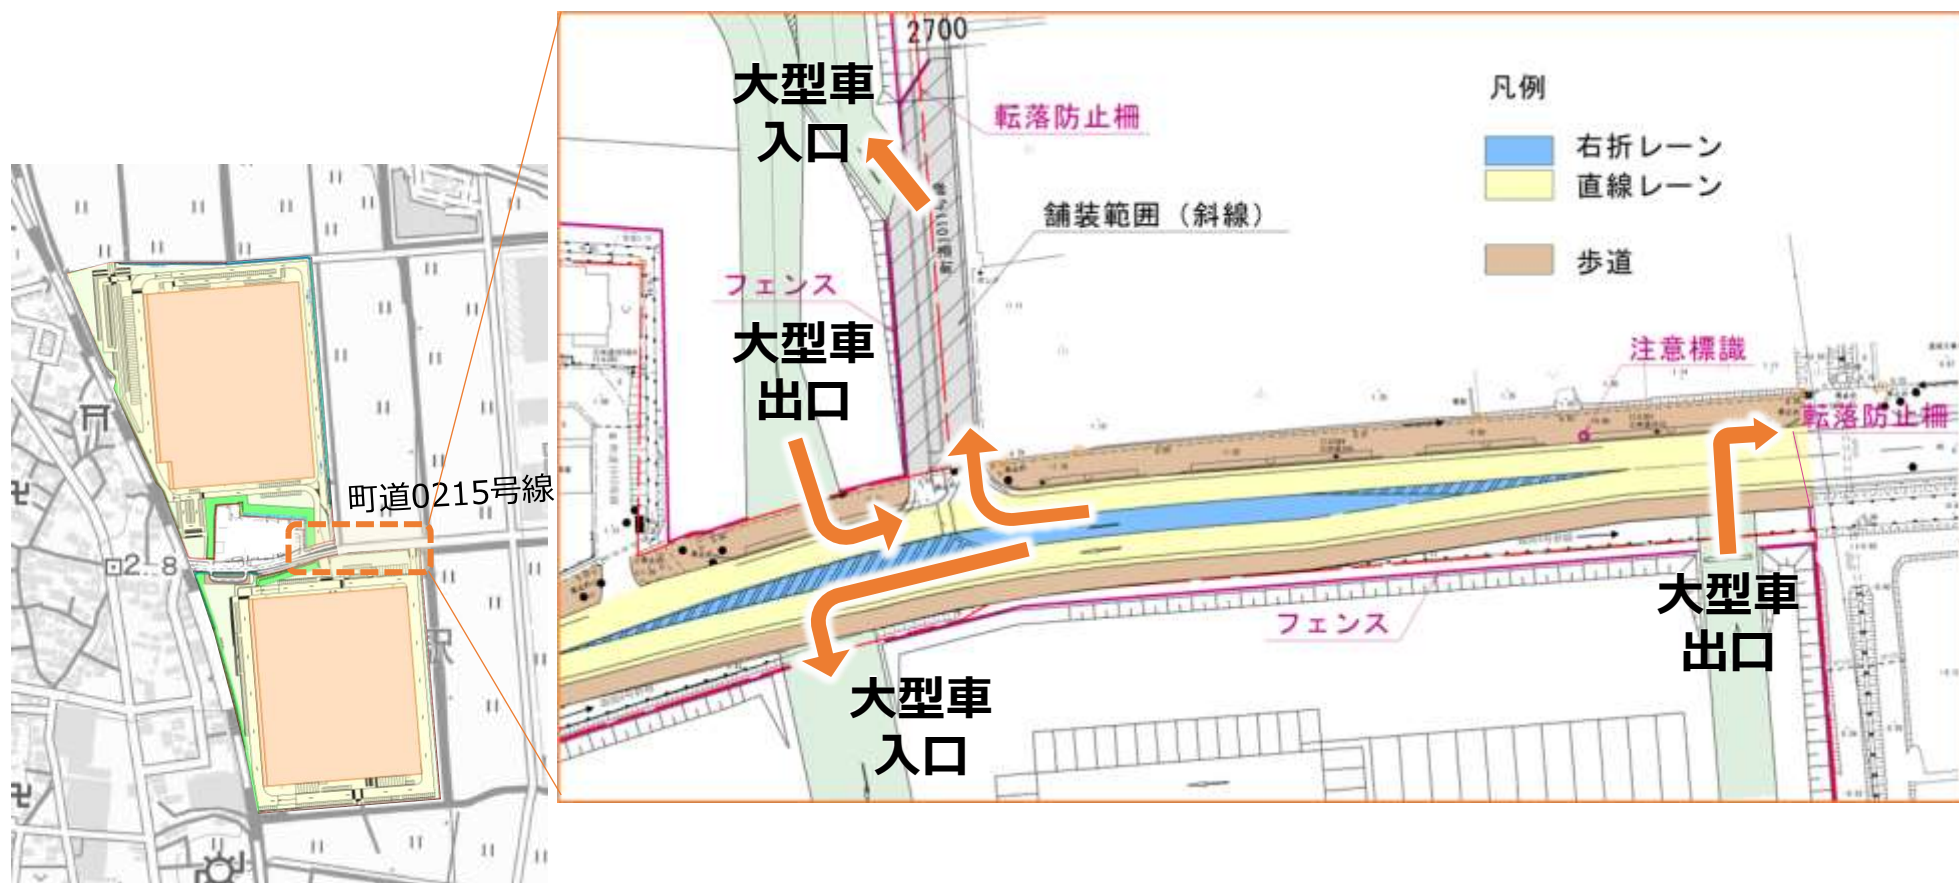 2700
大型車
入口
転落防止柵
凡例
右折レーン
直線レーン
歩道
舗装範囲（斜線）
フェンス
大型車
出口
注意標識
転落防止柵
町道0215号線
2.8
フェンス
大型車
出口
大型車
入口
沢